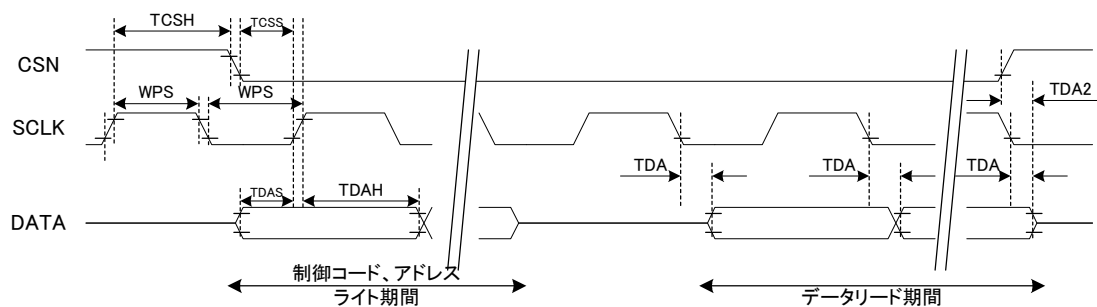 TCSH
TCSS
CSN
WPS
WPS
TDA2
SCLK
TDA
TDA
TDA
TDAS
TDAH
DATA
制御コード、アドレス
ライト期間
データリード期間